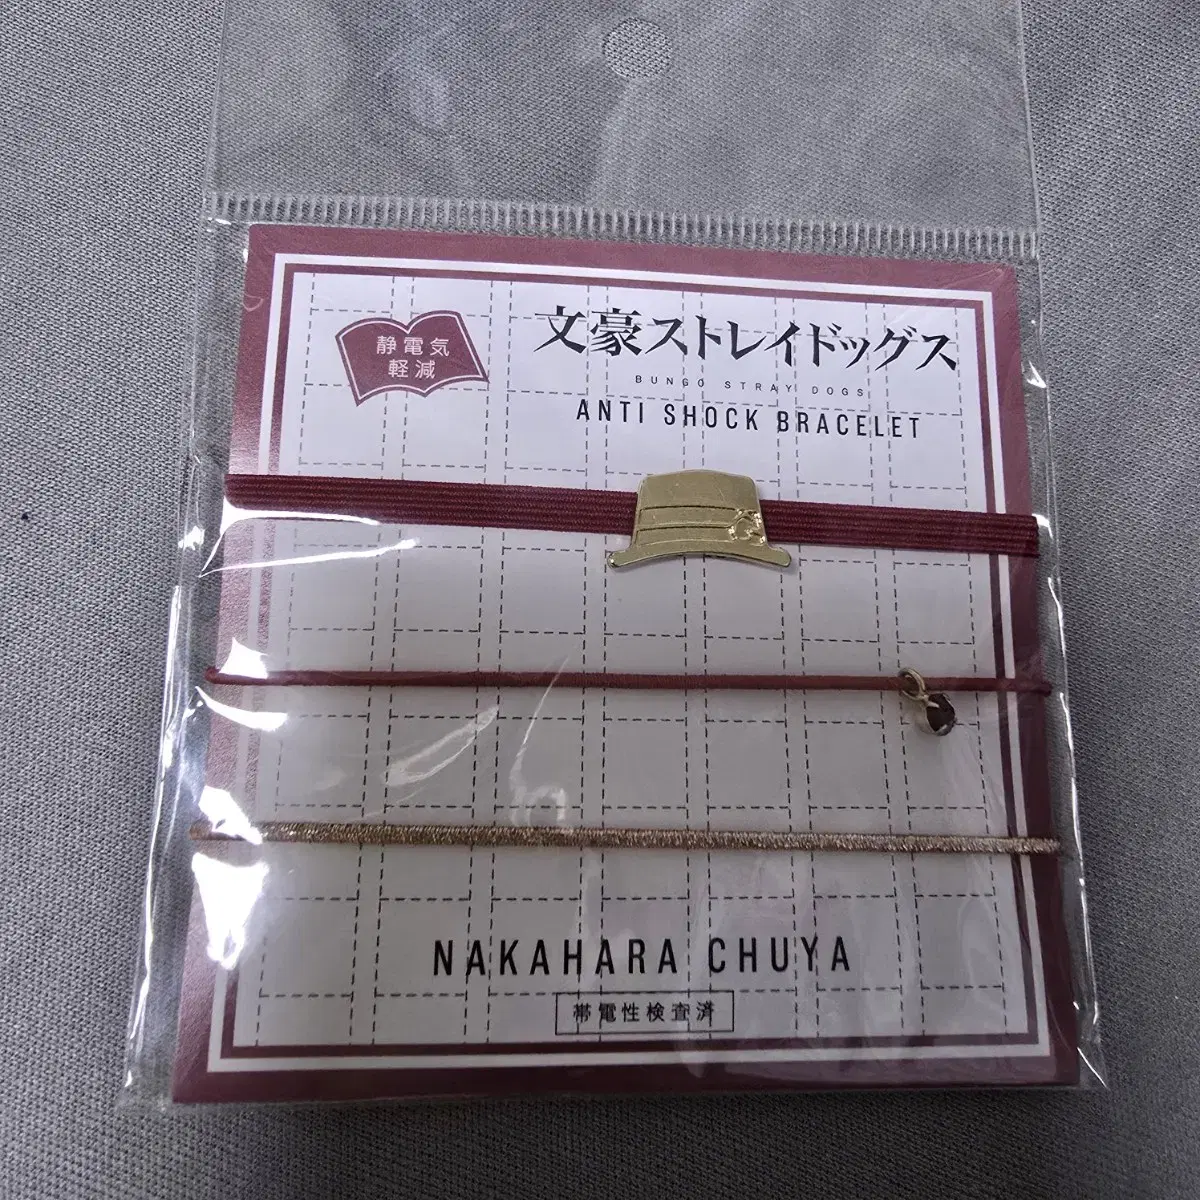 静電気
軽減
文豪ストレイドッグス
BUNGO STRAY DOGS
ANTI SHOCK BRACELET
NAKAHARA CHUYA
帯電性検査済